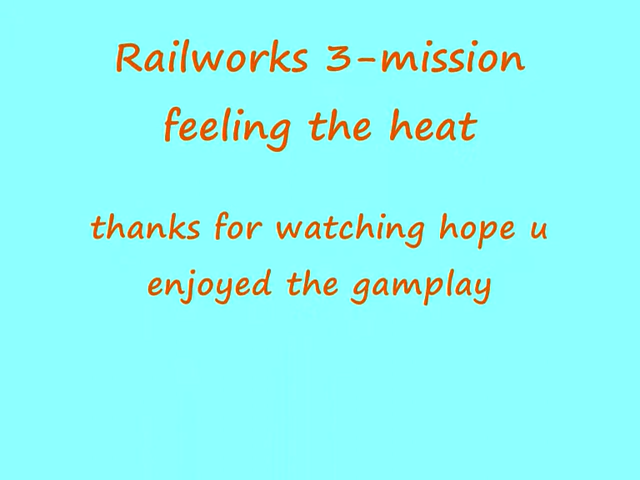 Railworks 3-mission
feeling the heat
thanks for watching hope u
enjoyed the gamplay